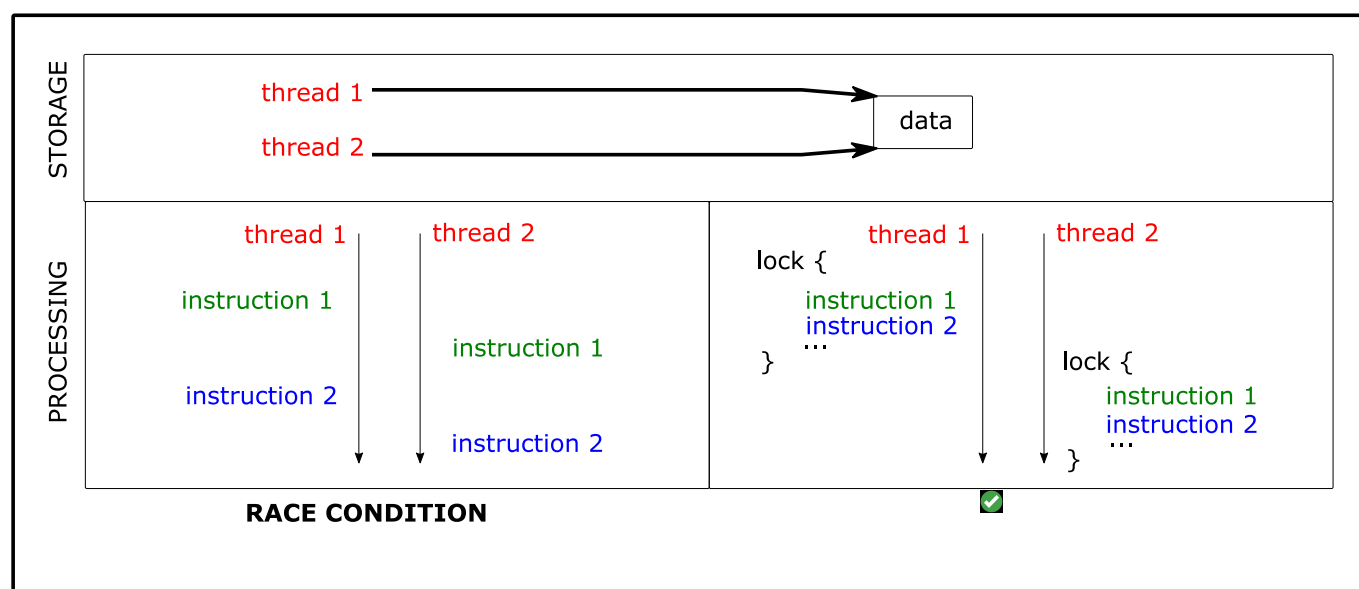 STORAGE
thread 1
thread 2
data
PROCESSING
thread 1
thread 2
instruction 1
instruction 1
instruction 2
instruction 2
RACE CONDITION
thread 1
thread 2
lock {
instruction 1
instruction 2
...
}
lock {
instruction 1
instruction 2
...
}